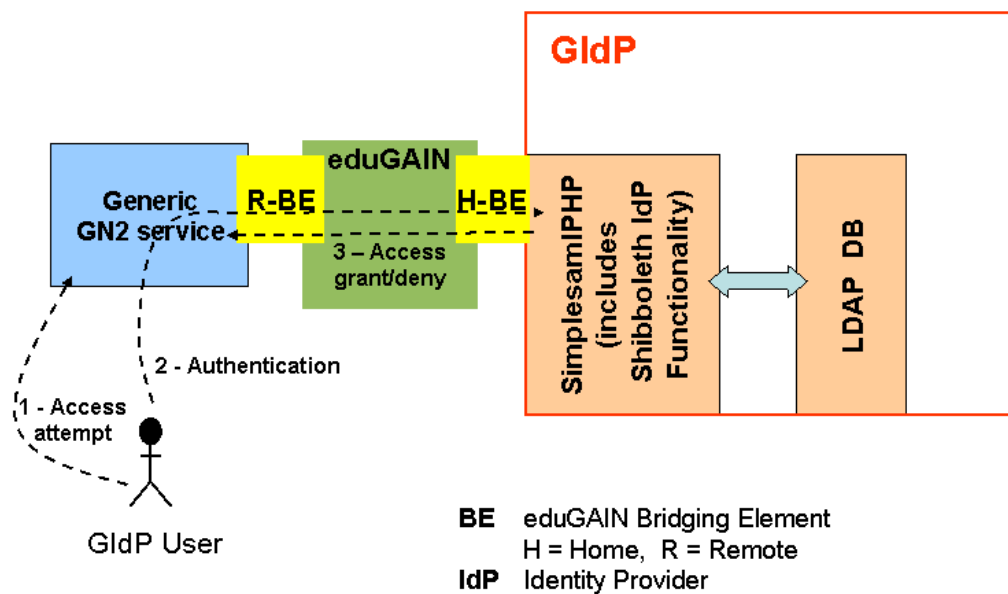 GIdP
eduGAIN
Generic
GN2 service
R-BE
H-BE
3 – Access
grant/deny
SimplesamlPHP
(includes
Shibboleth IdP
Functionality)
LDAP DB
2 - Authentication
1 - Access
attempt
GIdP User
BE eduGAIN Bridging Element
H = Home, R = Remote
IdP Identity Provider